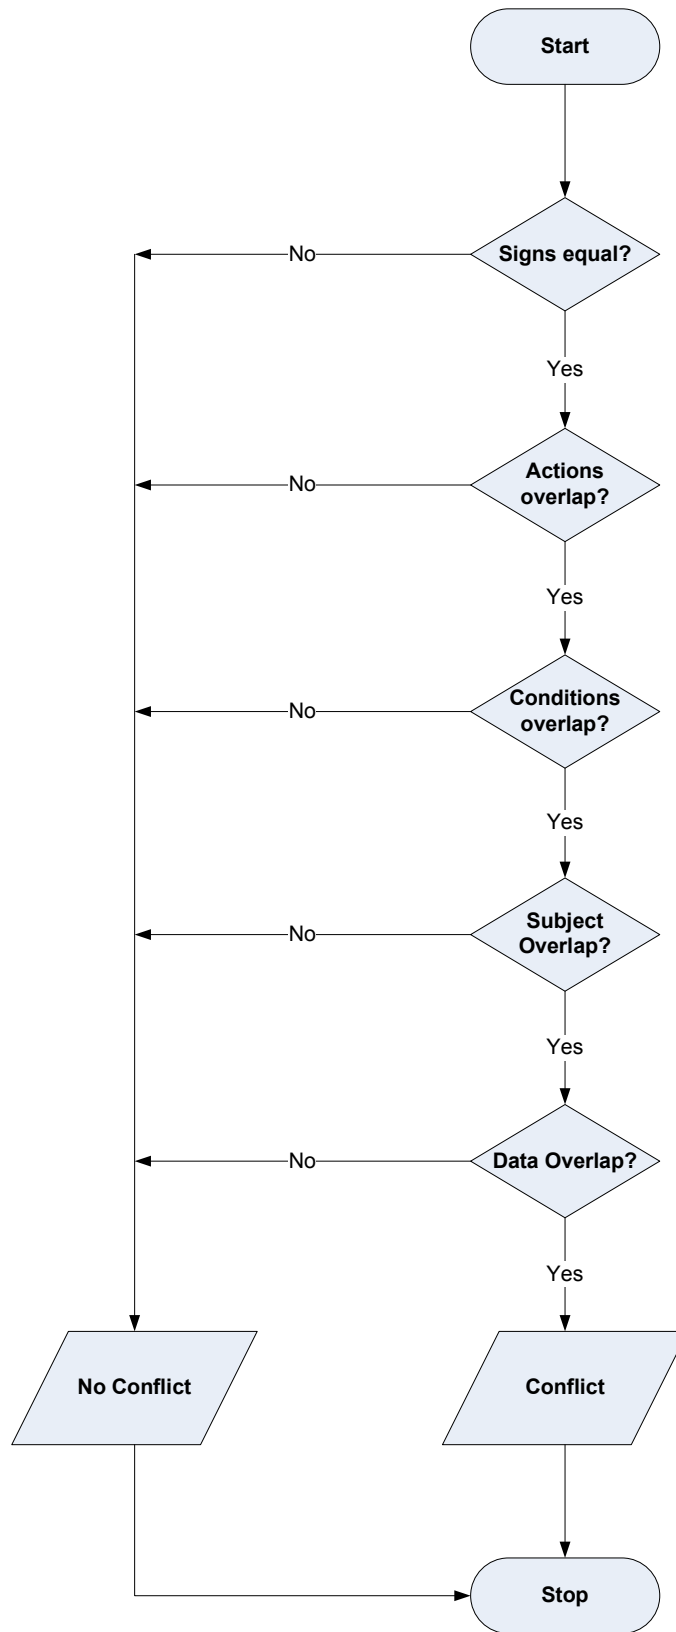 Start
Signs equal?
No
Yes
Actions
overlap?
No
Yes
Conditions
overlap?
No
Yes
Subject
Overlap?
No
Yes
Data Overlap?
No
Yes
No Conflict
Conflict
Stop